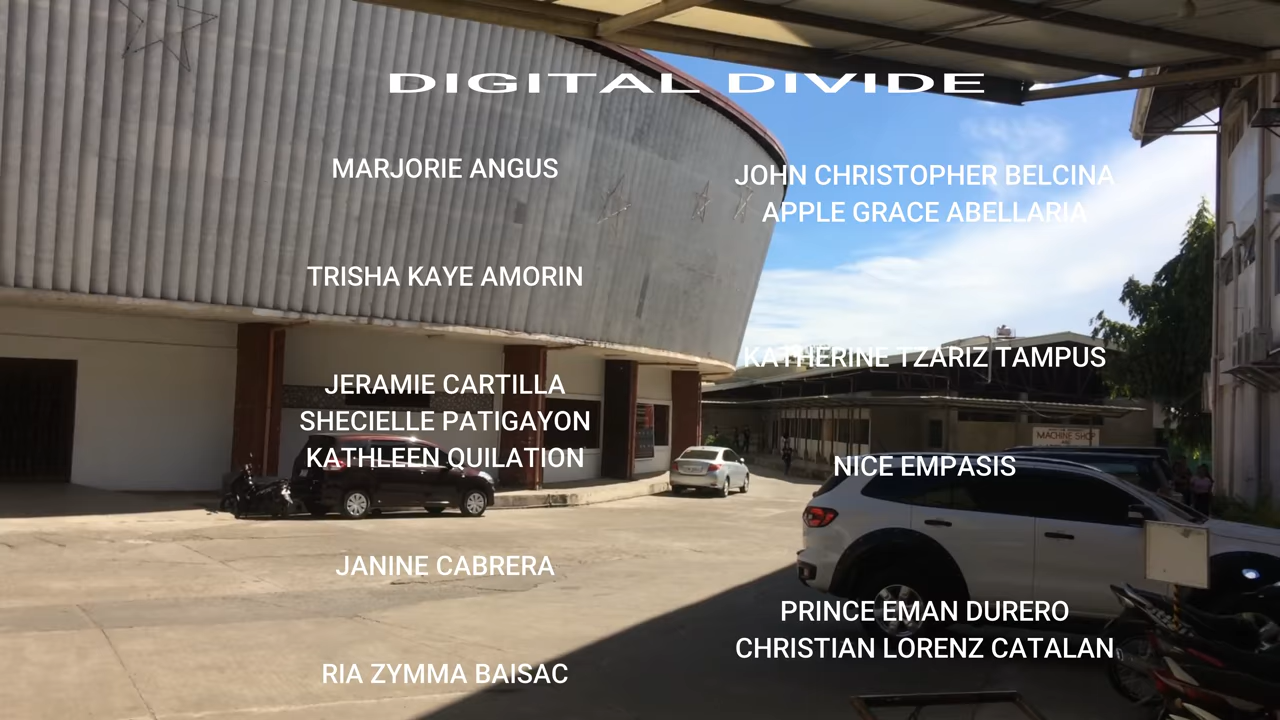 DIGITAL DIVIDE
MARJORIE ANGUS
TRISHA KAYE AMORIN
JERAMIE CARTILLA
SHECIELLE PATIGAYON
KATHLEEN QUILATION
JANINE CABRERA
RIA ZYMMA BAISAC
JOHN CHRISTOPHER BELCINA
APPLE GRACE ABELLARIA
KATHERINE TZARIZ TAMPUS
NICE EMPASIS
PRINCE EMAN DURERO
CHRISTIAN LORENZ CATALAN
MACHINE SHOP